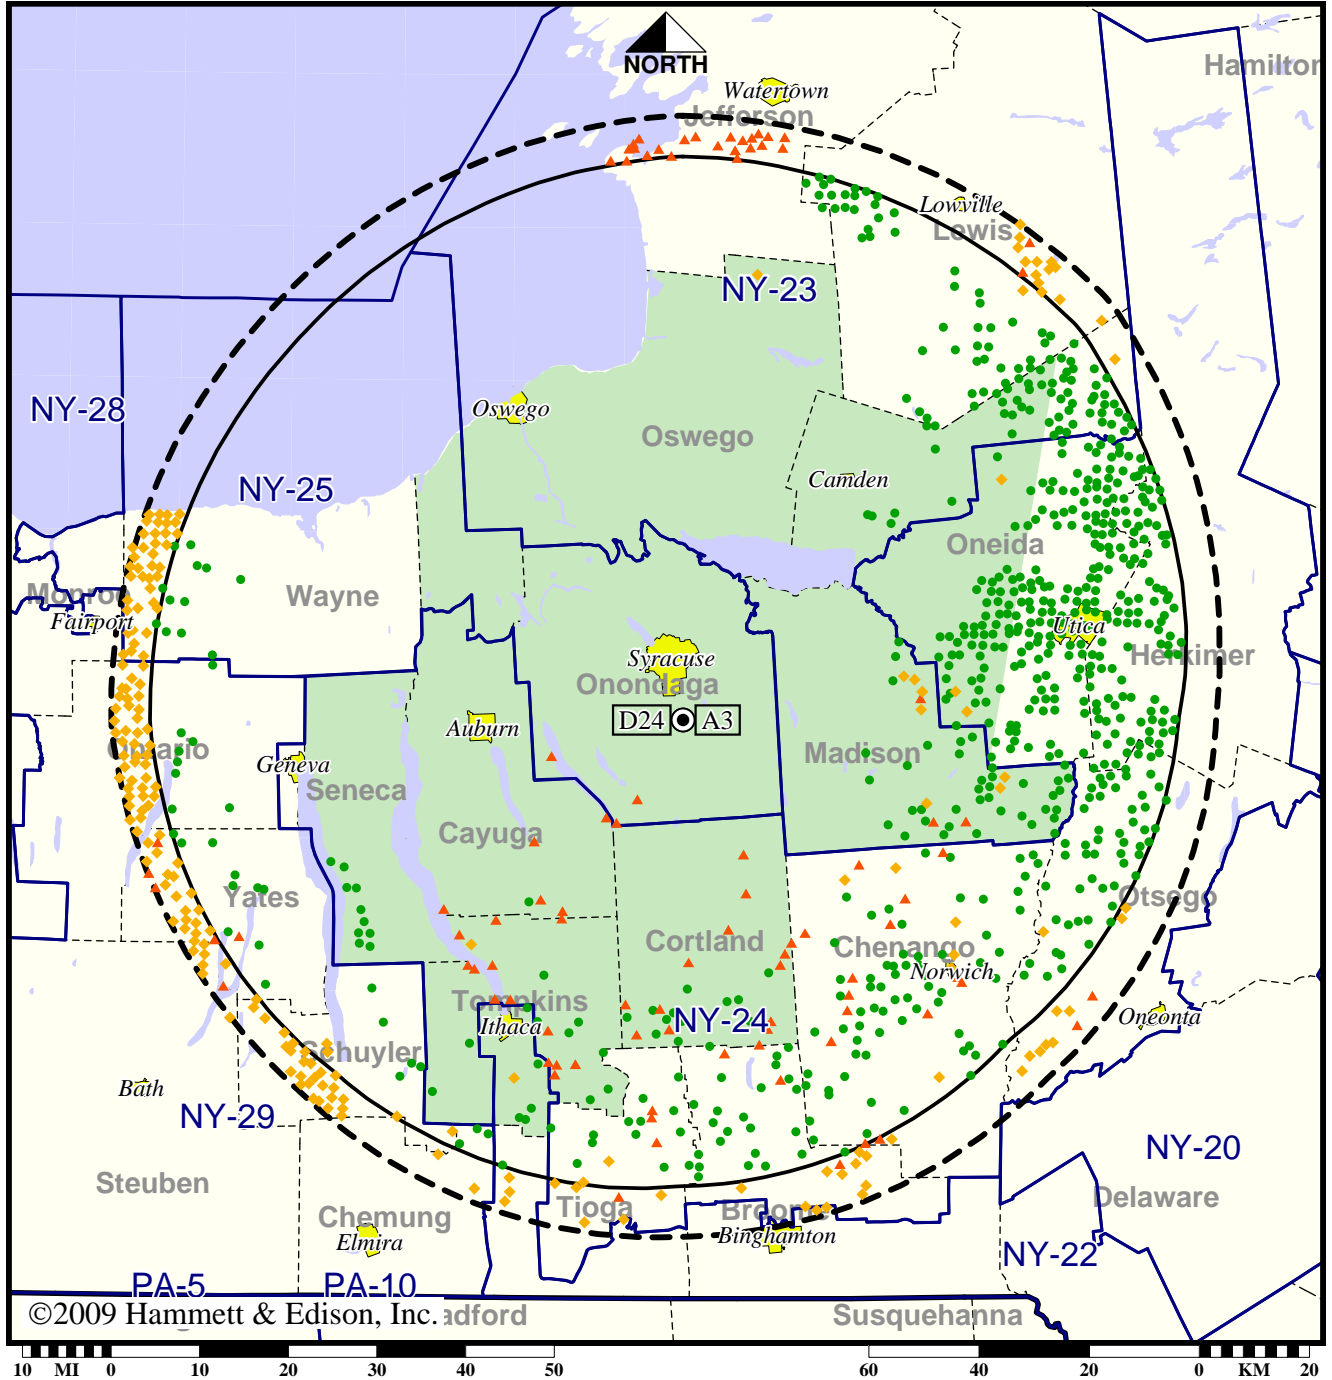 Hamilton
NORTH
Watertown
Jefferson
Lowville
Lewis
NY-23
NY-28
Oswego
Oswego
NY-25
Camden
Oneida
Wayne
Monroe
Fairport
Utica
Herkimer
Syracuse
Onondaga
D24 A3
Auburn
Ontario
Geneva
Madison
Seneca
Cayuga
Yates
Otsego
Cortland
Chenango
Norwich
Tompkins
NY-24
Ithaca
Oneonta
Schuyler
Bath
NY-29
NY-20
Steuben
Delaware
Tioga
Broome
Chemung
Elmira
Binghamton
NY-22
PA-5 PA-10
©2009 Hammett & Edison, Inc. adford Susquehanna
10 MI 0 10 20 30 40 50 60 40 20 0 KM 20